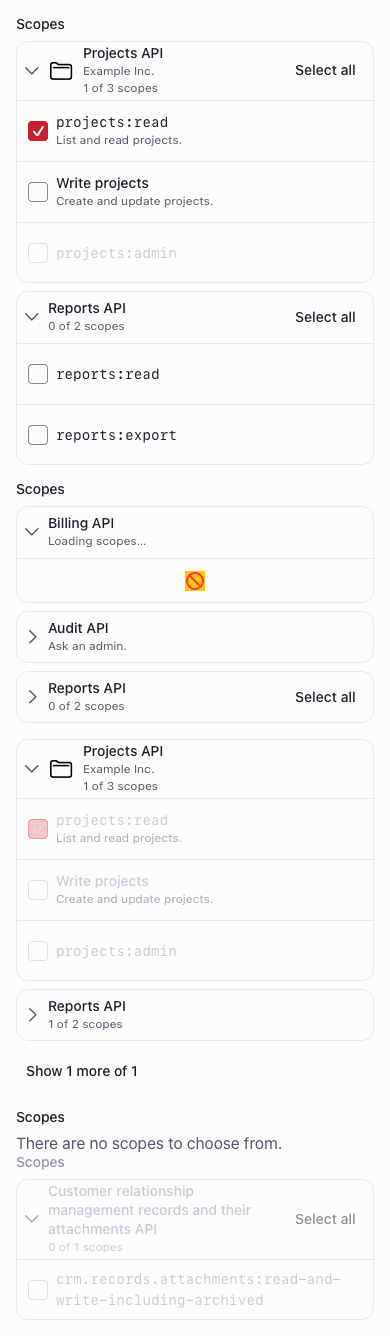 Scopes
Projects API
Example Inc.
1 of 3 scopes
Select all
projects:read
List and read projects.
Write projects
Create and update projects.
projects:admin
Reports API
0 of 2 scopes
Select all
reports:read
reports:export
Scopes
Billing API
Loading scopes...
Audit API
Ask an admin.
Reports API
0 of 2 scopes
Select all
Projects API
Example Inc.
1 of 3 scopes
projects:read
List and read projects.
Write projects
Create and update projects.
projects:admin
Reports API
1 of 2 scopes
Show 1 more of 1
Scopes
There are no scopes to choose from.
Scopes
Customer relationship
management records and their
attachments API
0 of 1 scopes
Select all
crm.records.attachments:read-and-
write-including-archived